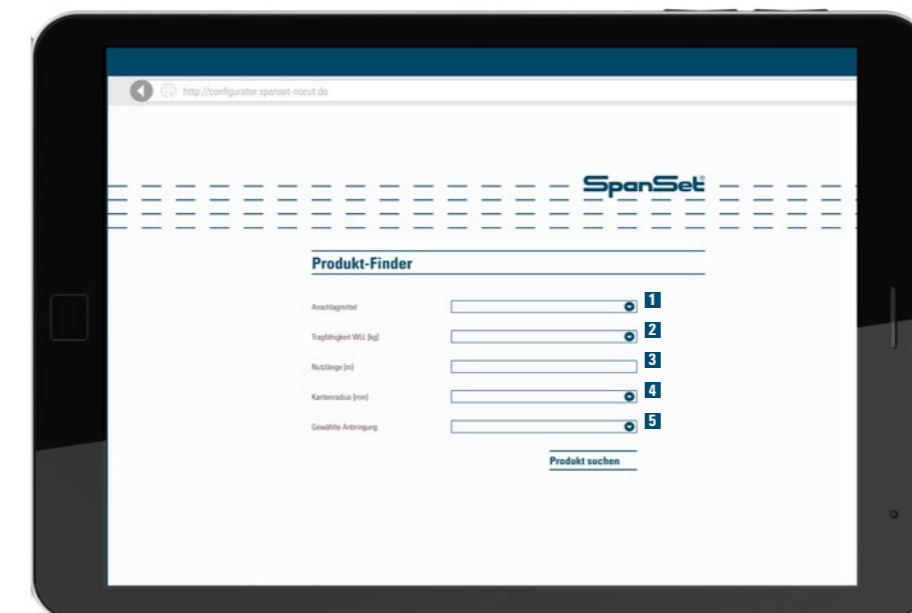 http://configurator.spanset-nocut.de
SpanSet®
Produkt-Finder
Anschlagmittel 1
Tragfähigkeit WLL [kg] 2
Nutzlänge [m] 3
Kantenradius [mm] 4
Gewählte Anbringung 5
Produkt suchen